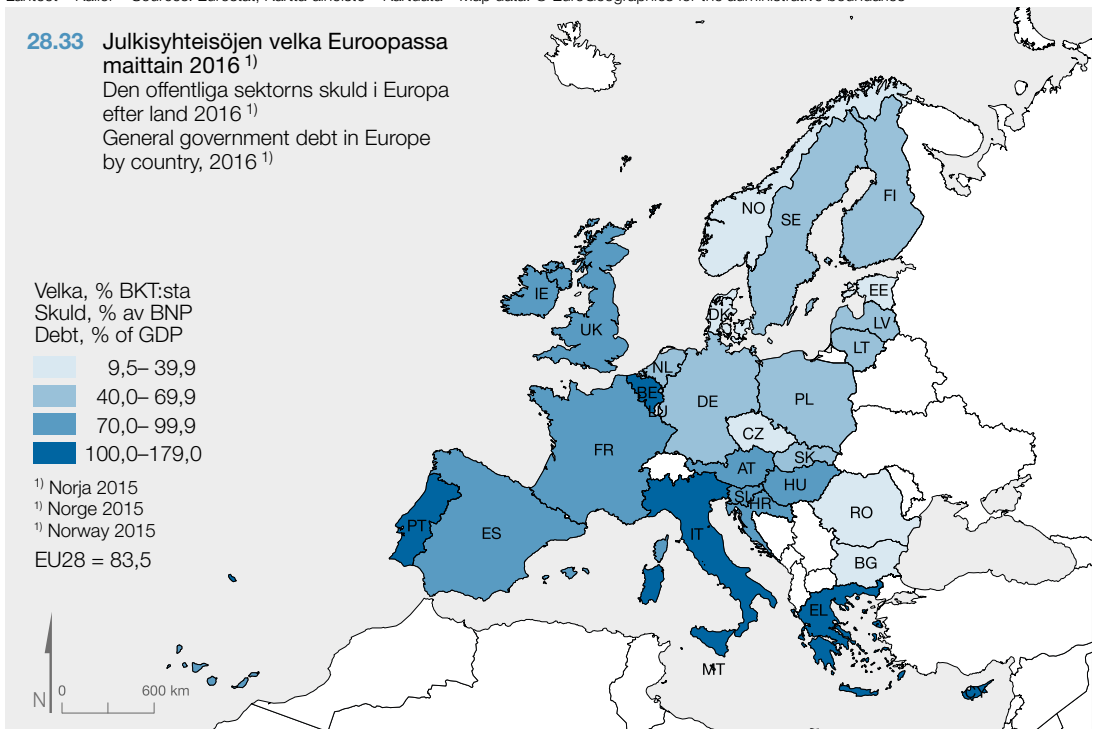 28.33 Julkisyhteisöjen velka Euroopassa
maittain 2016 1)
Den offentliga sektorns skuld i Europa
efter land 2016 1)
General government debt in Europe
by country, 2016 1)
Velka, % BKT:sta
Skuld, % av BNP
Debt, % of GDP
9,5– 39,9
40,0– 69,9
70,0– 99,9
100,0–179,0
1) Norja 2015
1) Norge 2015
1) Norway 2015
EU28 = 83,5
N
0 600 km
NO
SE
FI
EE
LV
LT
DK
IE
UK
NL
BE
LU
DE
PL
CZ
SK
FR
AT
HU
SL
HR
RO
BG
PT
ES
IT
EL
MT